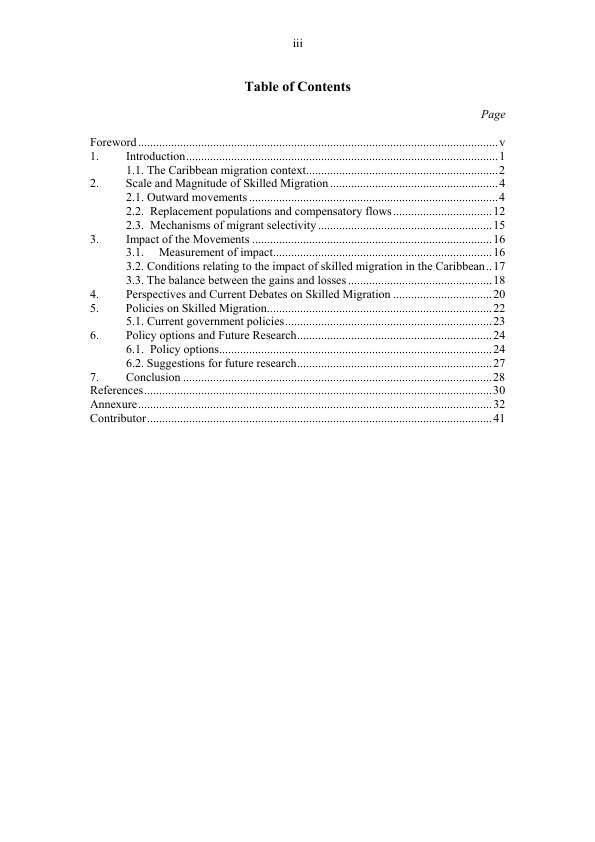 iii
Table of Contents
Page
Foreword.....v
1. Introduction.....1
1.1. The Caribbean migration context.....2
2. Scale and Magnitude of Skilled Migration.....4
2.1. Outward movements.....4
2.2. Replacement populations and compensatory flows.....12
2.3. Mechanisms of migrant selectivity.....15
3. Impact of the Movements.....16
3.1. Measurement of impact.....16
3.2. Conditions relating to the impact of skilled migration in the Caribbean..17
3.3. The balance between the gains and losses.....18
4. Perspectives and Current Debates on Skilled Migration.....20
5. Policies on Skilled Migration.....22
5.1. Current government policies.....23
6. Policy options and Future Research.....24
6.1. Policy options.....24
6.2. Suggestions for future research.....27
7. Conclusion.....28
References.....30
Annexure.....32
Contributor.....41